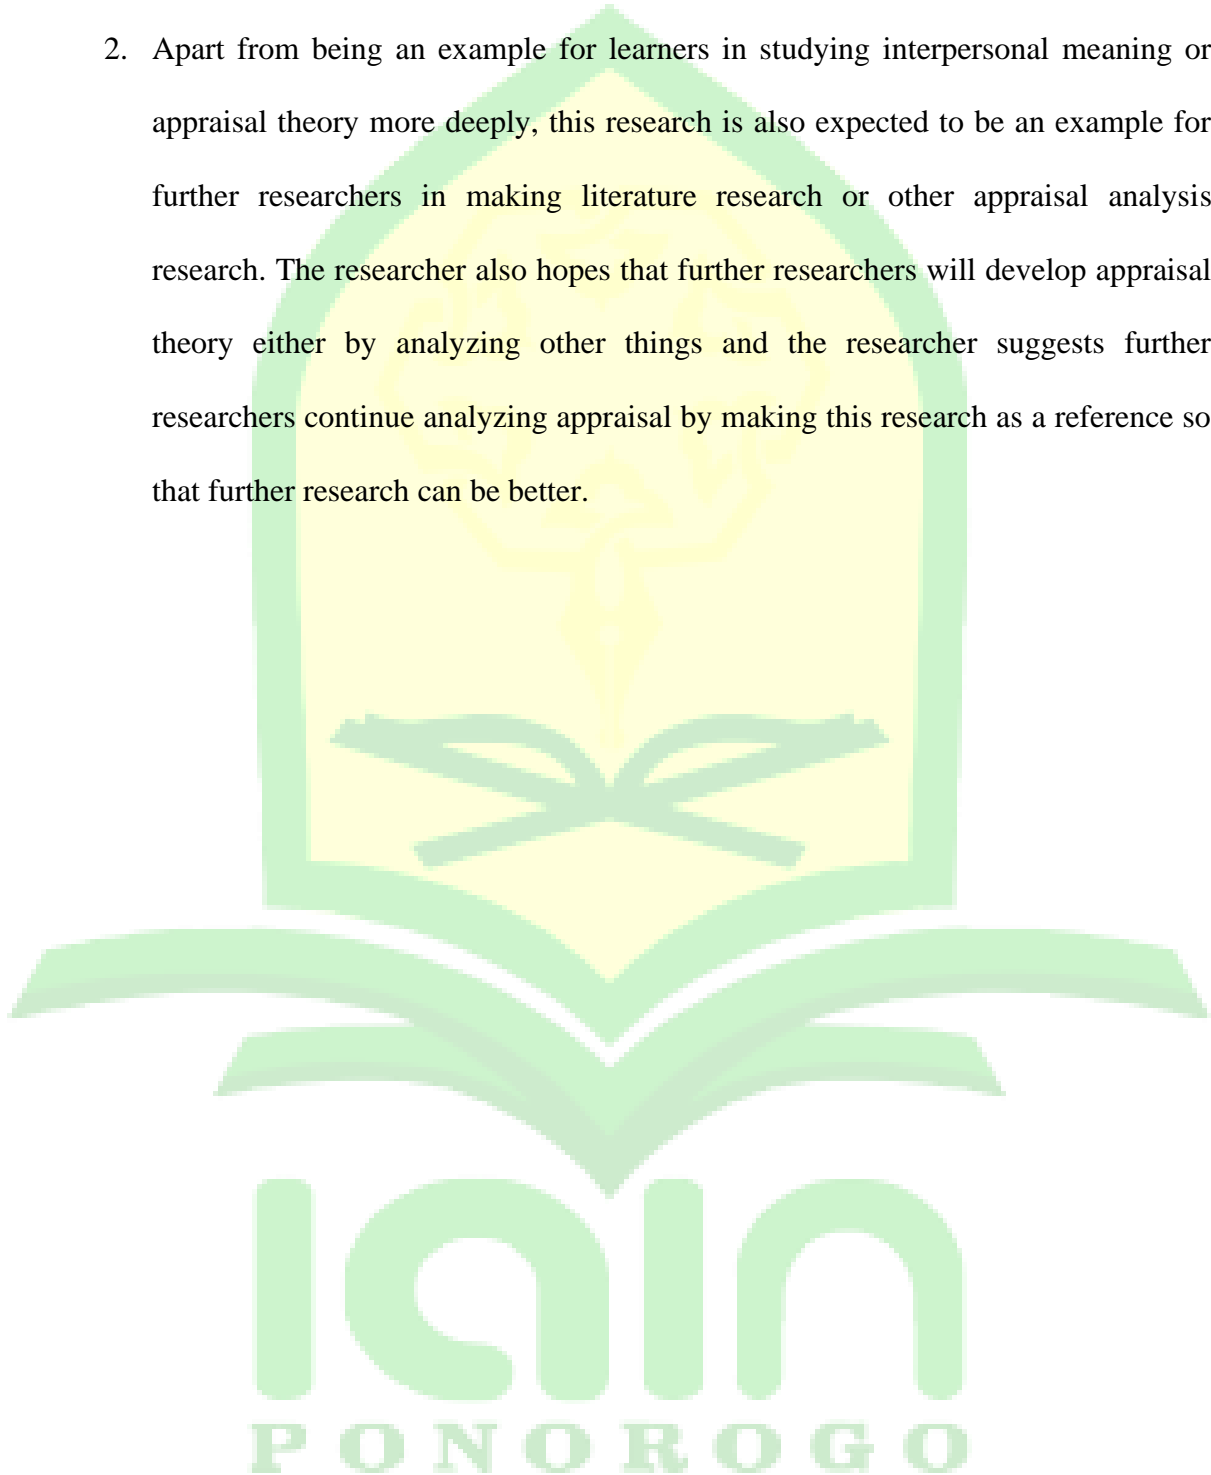 2. Apart from being an example for learners in studying interpersonal meaning or
appraisal theory more deeply, this research is also expected to be an example for
further researchers in making literature research or other appraisal analysis
research. The researcher also hopes that further researchers will develop appraisal
theory either by analyzing other things and the researcher suggests further
researchers continue analyzing appraisal by making this research as a reference so
that further research can be better.
iain
PONOROGO